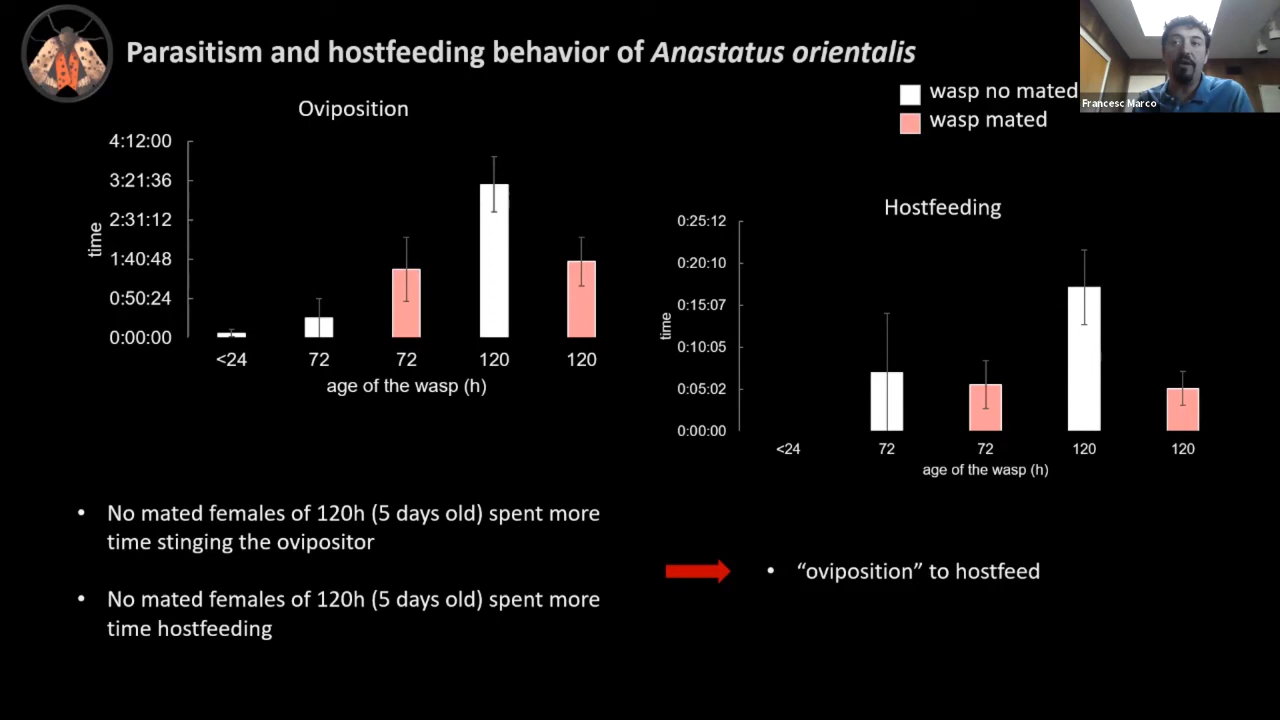 Parasitism and hostfeeding behavior of Anastatus orientalis
wasp no mated
wasp mated
Francesc Marco
Oviposition
4:12:00
3:21:36
2:31:12
1:40:48
0:50:24
0:00:00
time
<24 72 72 120 120
age of the wasp (h)
Hostfeeding
0:25:12
0:20:10
0:15:07
0:10:05
0:05:02
0:00:00
time
<24 72 72 120 120
age of the wasp (h)
• No mated females of 120h (5 days old) spent more
time stinging the ovipositor
• No mated females of 120h (5 days old) spent more
time hostfeeding
• “oviposition” to hostfeed